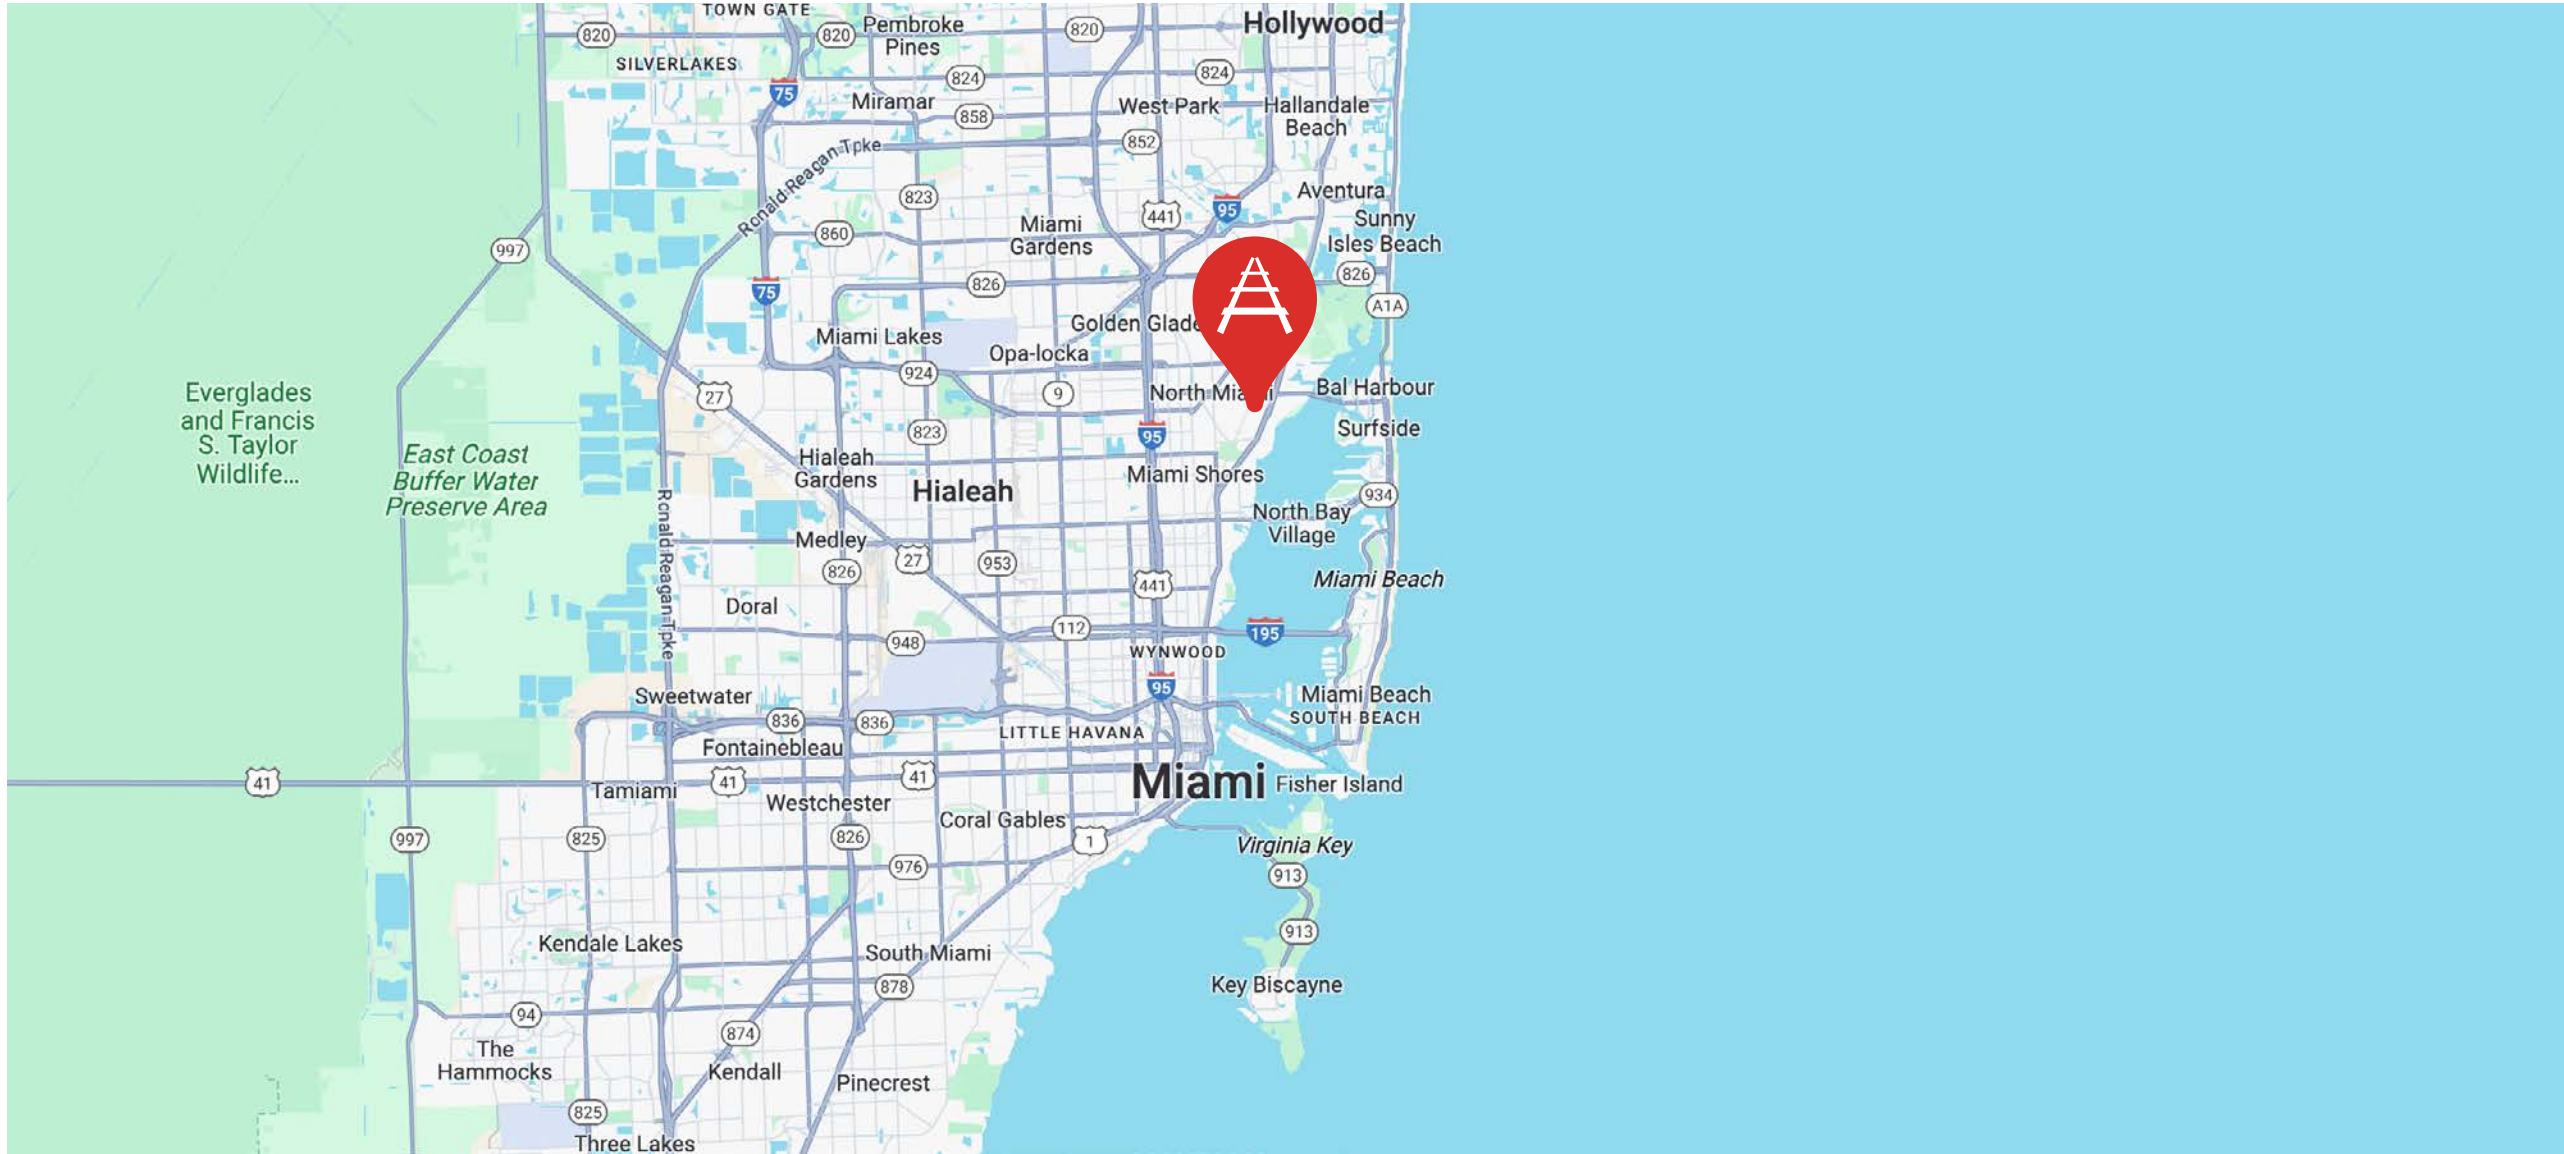 TOWN GATE
Hollywood
820
820
Pembroke
Pines
820
SILVERLAKES
824
824
75
Miramar
858
West Park
Hallandale
Beach
852
Ronald Reagan Tpke
823
Aventura
441
95
Sunny
Isles Beach
997
860
Miami
Gardens
826
75
826
A1A
Golden Glade
Miami Lakes
Opa-locka
924
27
9
North Miami
Bal Harbour
Everglades
and Francis
S. Taylor
Wildlife...
823
95
Surfside
East Coast
Buffer Water
Preserve Area
Hialeah
Gardens
Hialeah
Miami Shores
934
North Bay
Village
Ronald Reagan Tpke
Medley
27
953
826
441
Miami Beach
Doral
948
112
195
WYNWOOD
95
Sweetwater
Miami Beach
SOUTH BEACH
836
836
LITTLE HAVANA
Fontainebleau
41
41
41
Miami
Fisher Island
Tamiami
Westchester
Coral Gables
997
825
826
1
Virginia Key
976
913
Kendale Lakes
South Miami
913
878
Key Biscayne
94
874
The
Hammocks
Kendall
Pinecrest
825
Three Lakes